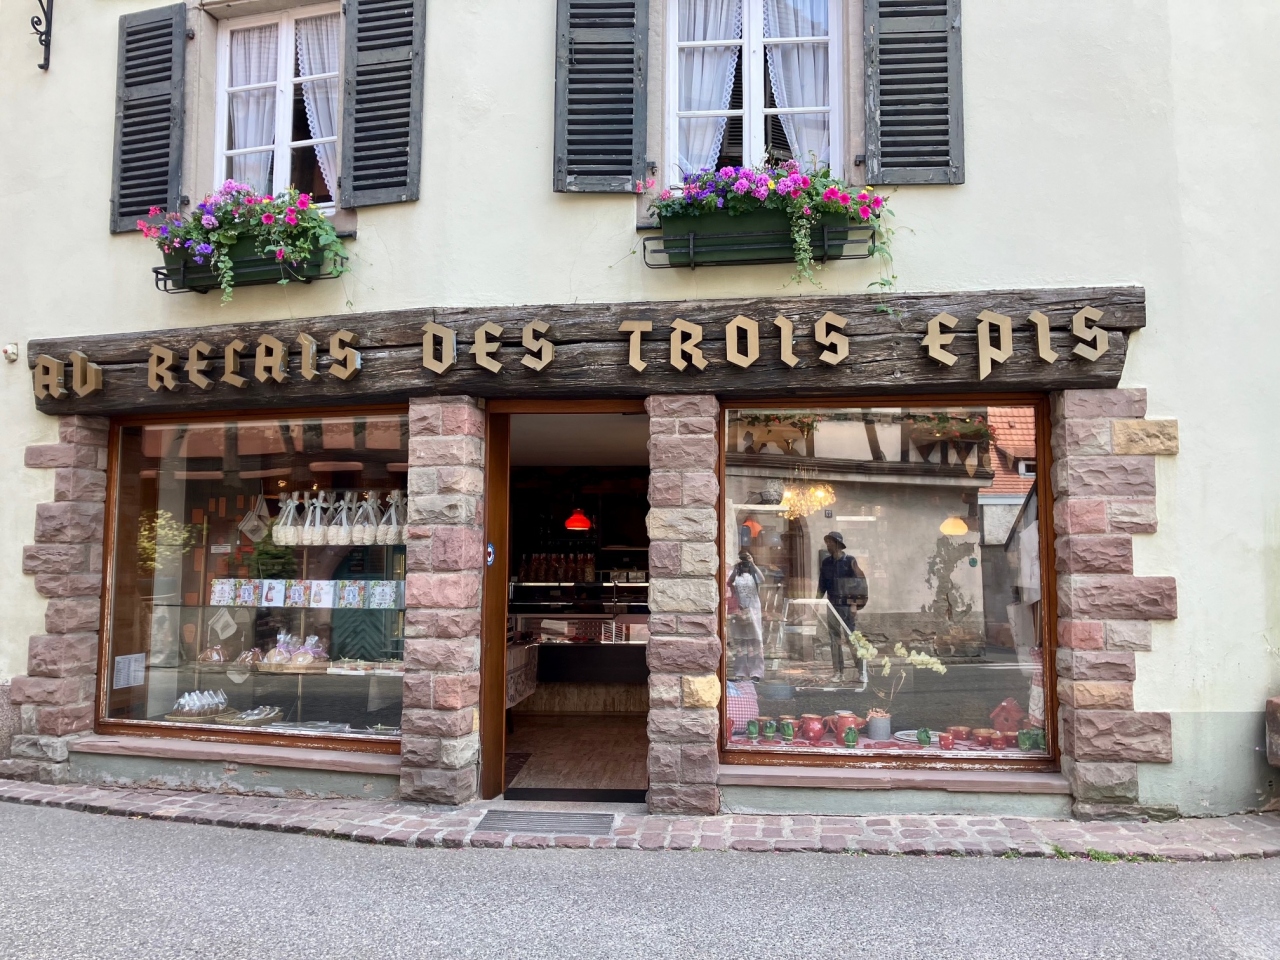 AU RELAIS DES TROIS EPIS